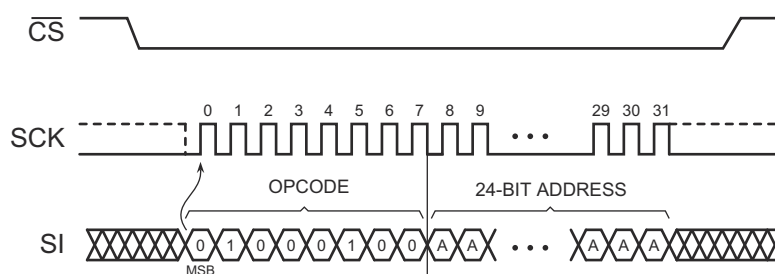 CS
0 1 2 3 4 5 6 7 8 9 29 30 31
SCK •••
OPCODE 24-BIT ADDRESS
SI 0 1 0 0 0 1 0 0 A A ••• A A A
MSB